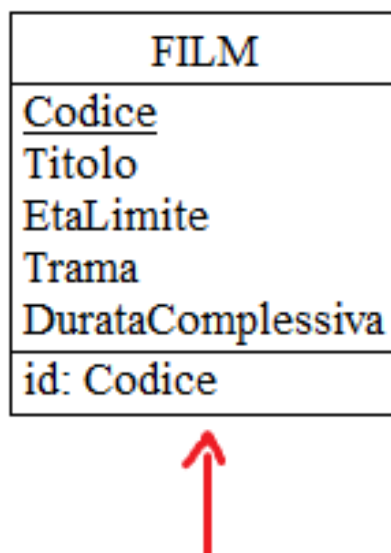 FILM
Codice
Titolo
EtaLimite
Trama
DurataComplessiva
id: Codice